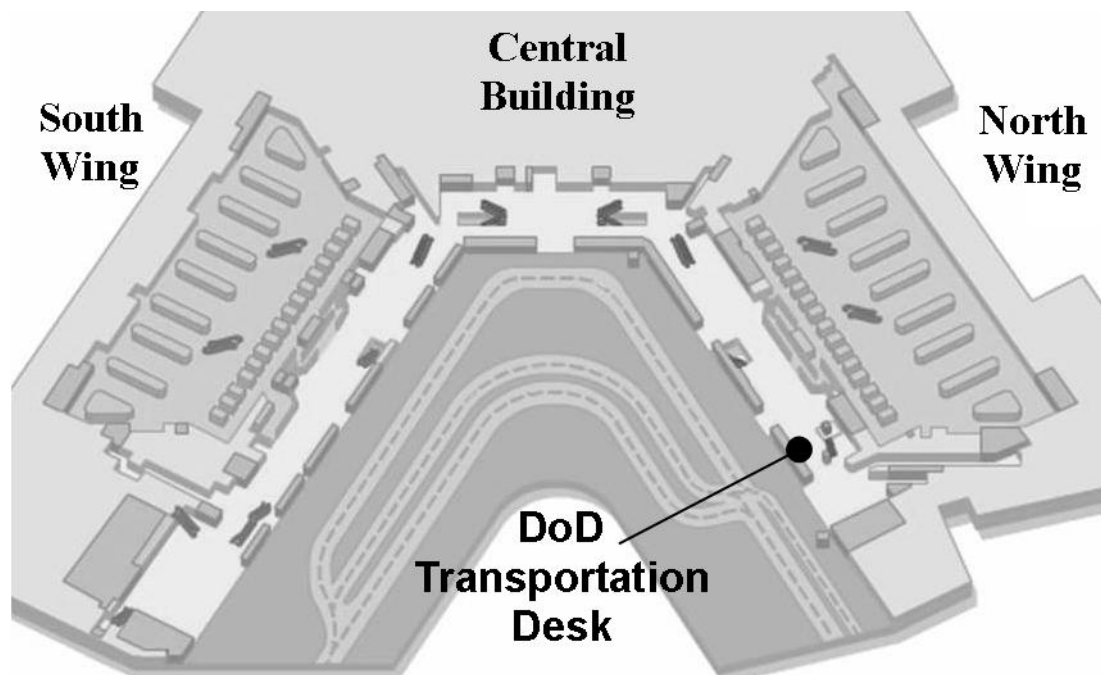 Central
Building
South
Wing
North
Wing
DoD
Transportation
Desk